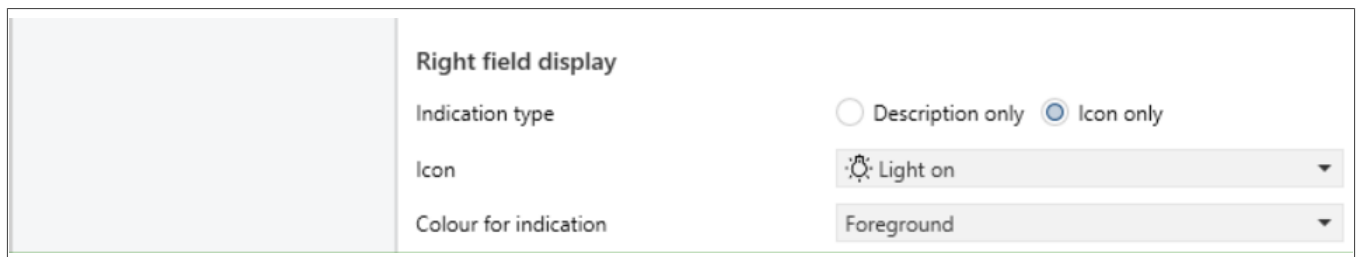 Right field display
Indication type Description only Icon only
Icon Light on
Colour for indication Foreground